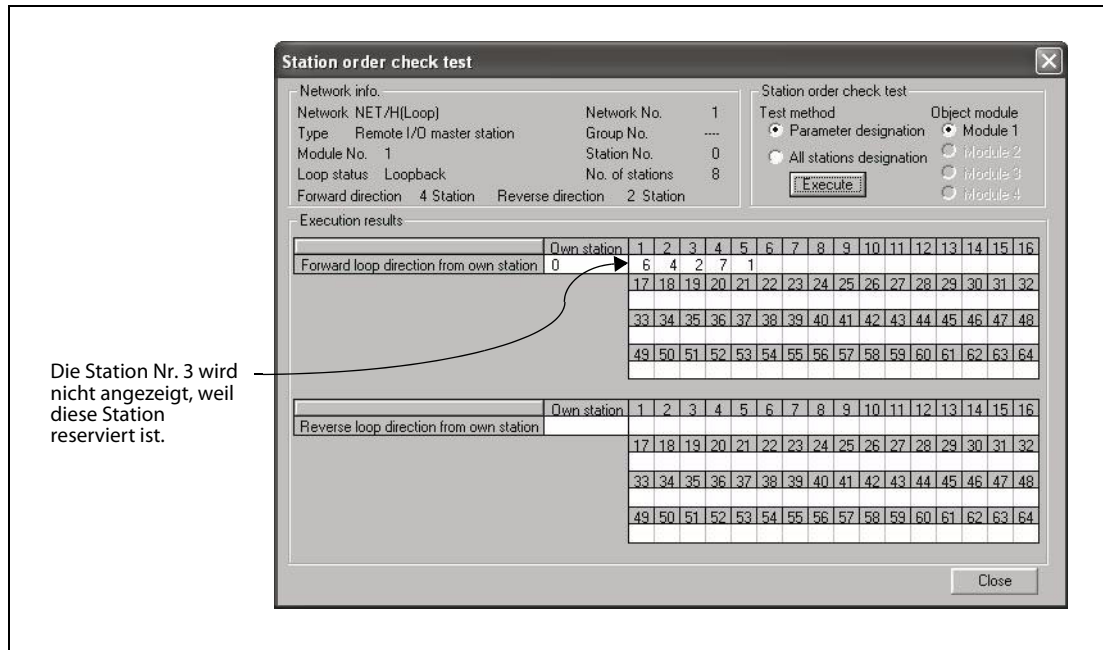 Station order check test
Network info.
Network NET/H(Loop) Network No. 1
Type Remote I/O master station Group No. ----
Module No. 1 Station No. 0
Loop status Loopback No. of stations 8
Forward direction 4 Station Reverse direction 2 Station
Station order check test
Test method Object module
Parameter designation Module 1
All stations designation Module 2
Module 3
Execute Module 4
Execution results
Own station 1 2 3 4 5 6 7 8 9 10 11 12 13 14 15 16
Forward loop direction from own station 0 6 4 2 7 1
17 18 19 20 21 22 23 24 25 26 27 28 29 30 31 32
33 34 35 36 37 38 39 40 41 42 43 44 45 46 47 48
49 50 51 52 53 54 55 56 57 58 59 60 61 62 63 64
Die Station Nr. 3 wird
nicht angezeigt, weil
diese Station
reserviert ist.
Own station 1 2 3 4 5 6 7 8 9 10 11 12 13 14 15 16
Reverse loop direction from own station
17 18 19 20 21 22 23 24 25 26 27 28 29 30 31 32
33 34 35 36 37 38 39 40 41 42 43 44 45 46 47 48
49 50 51 52 53 54 55 56 57 58 59 60 61 62 63 64
Close